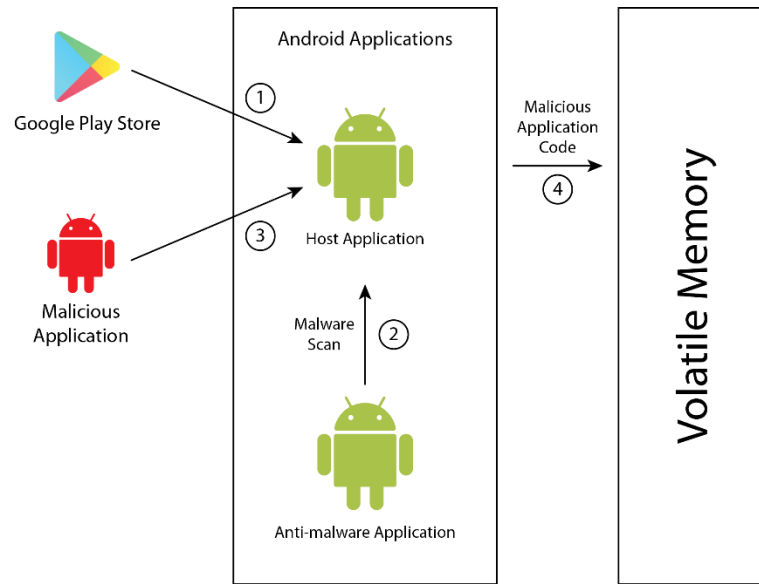 Android Applications
Google Play Store
1
Malicious
Application
Code
4
Host Application
3
Malicious
Application
Malware
Scan
2
Anti-malware Application
Volatile Memory